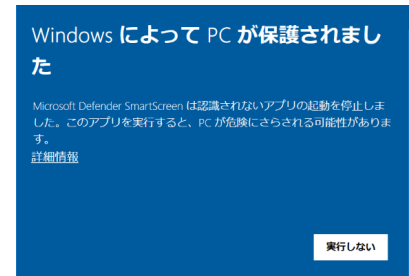 Windows によって PC が保護されまし
た
Microsoft Defender SmartScreen は認識されないアプリの起動を停止しま
した。このアプリを実行すると、PC が危険にさらされる可能性がありま
す。
詳細情報
実行しない